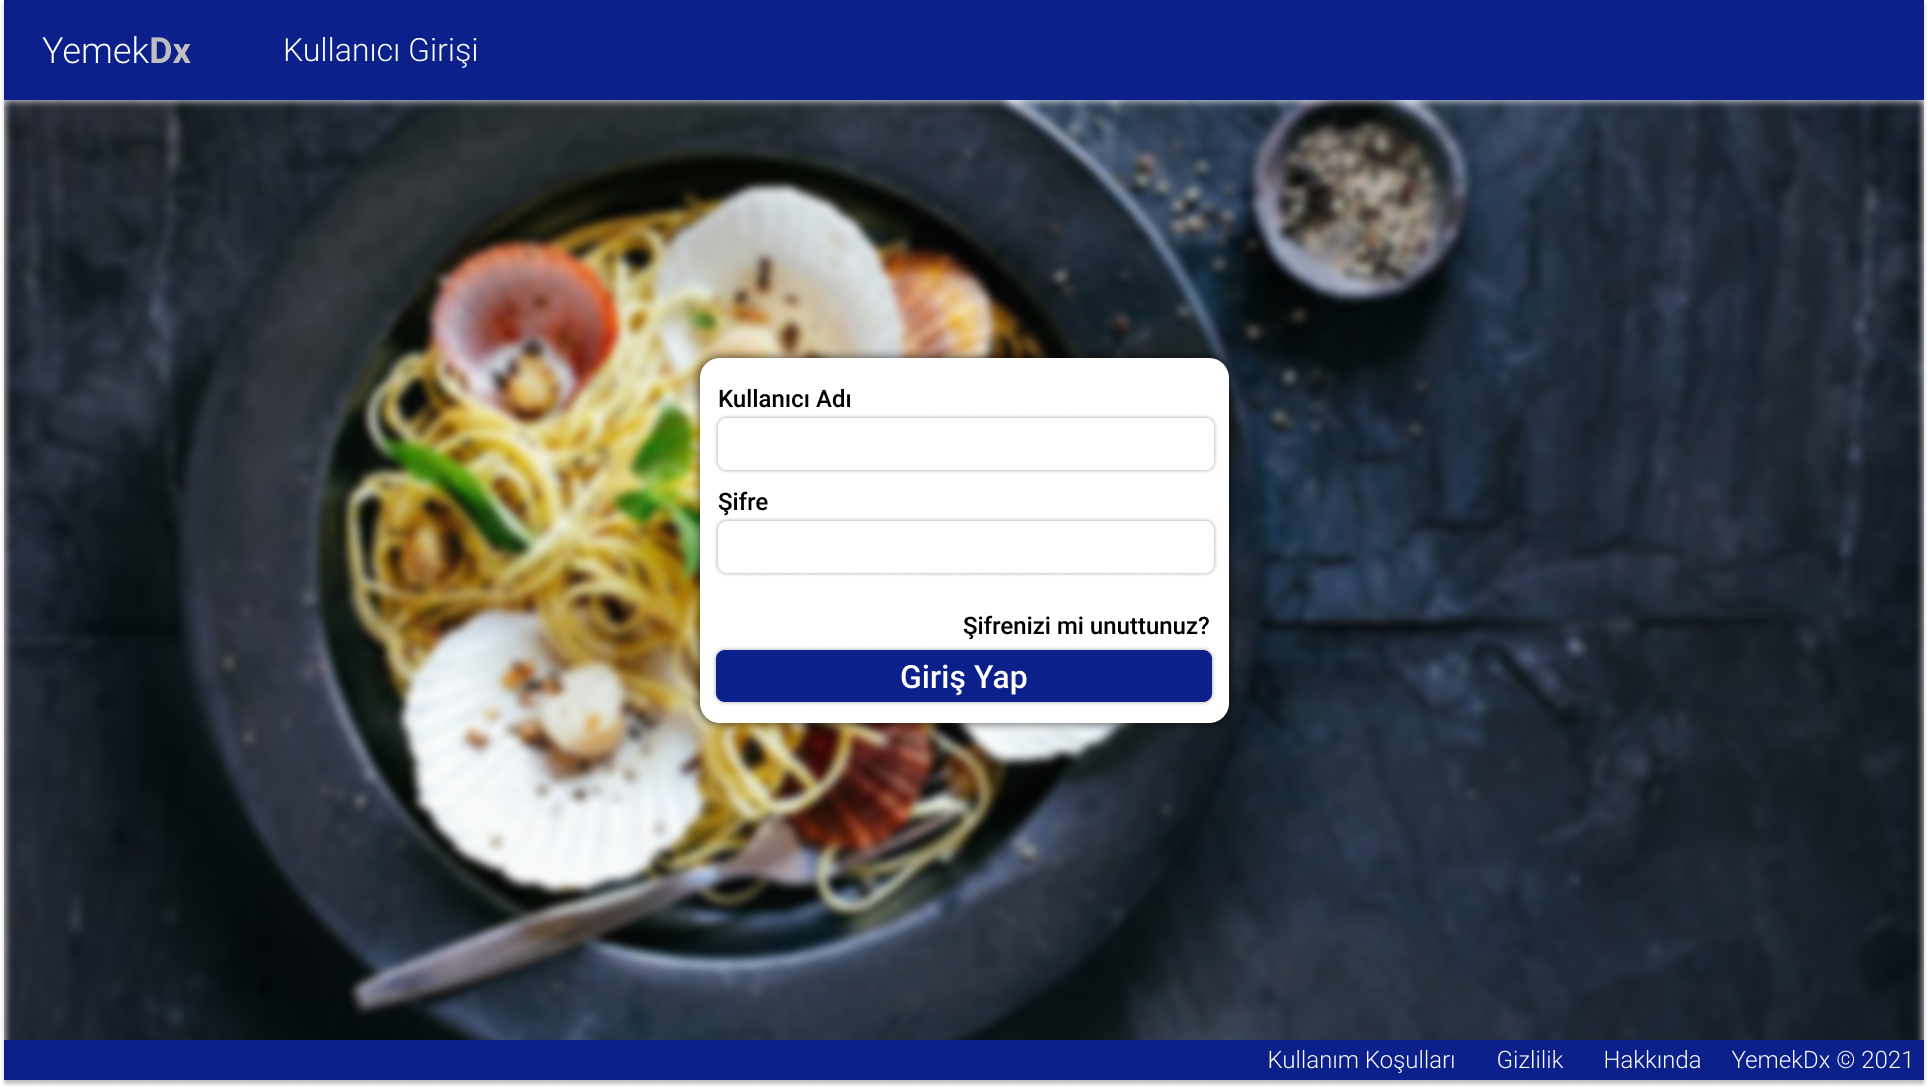 YemekDx Kullanıcı Girişi
Kullanıcı Adı
Şifre
Şifrenizi mi unuttunuz?
Giriş Yap
Kullanım Koşulları Gizlilik Hakkında YemekDx © 2021